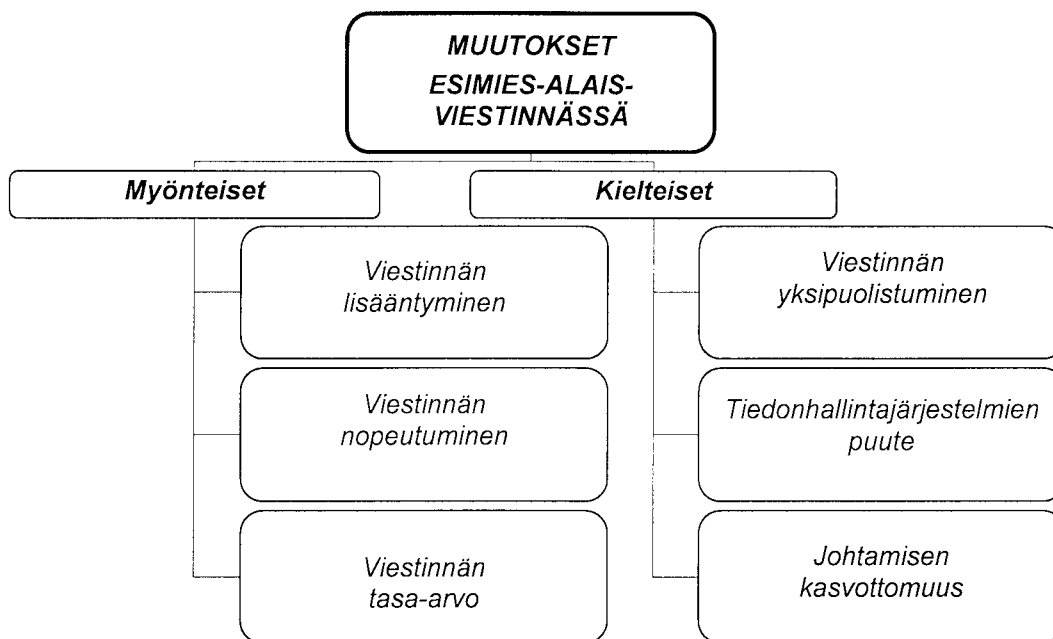 MUUTOKSET
ESIMIES-ALAIS-
VIESTINNÄSSÄ
Myönteiset
Kielteiset
Viestinnän
lisääntyminen
Viestinnän
yksipuolistuminen
Viestinnän
nopeutuminen
Tiedonhallintajärjestelmien
puute
Viestinnän
tasa-arvo
Johtamisen
kasvottomuus